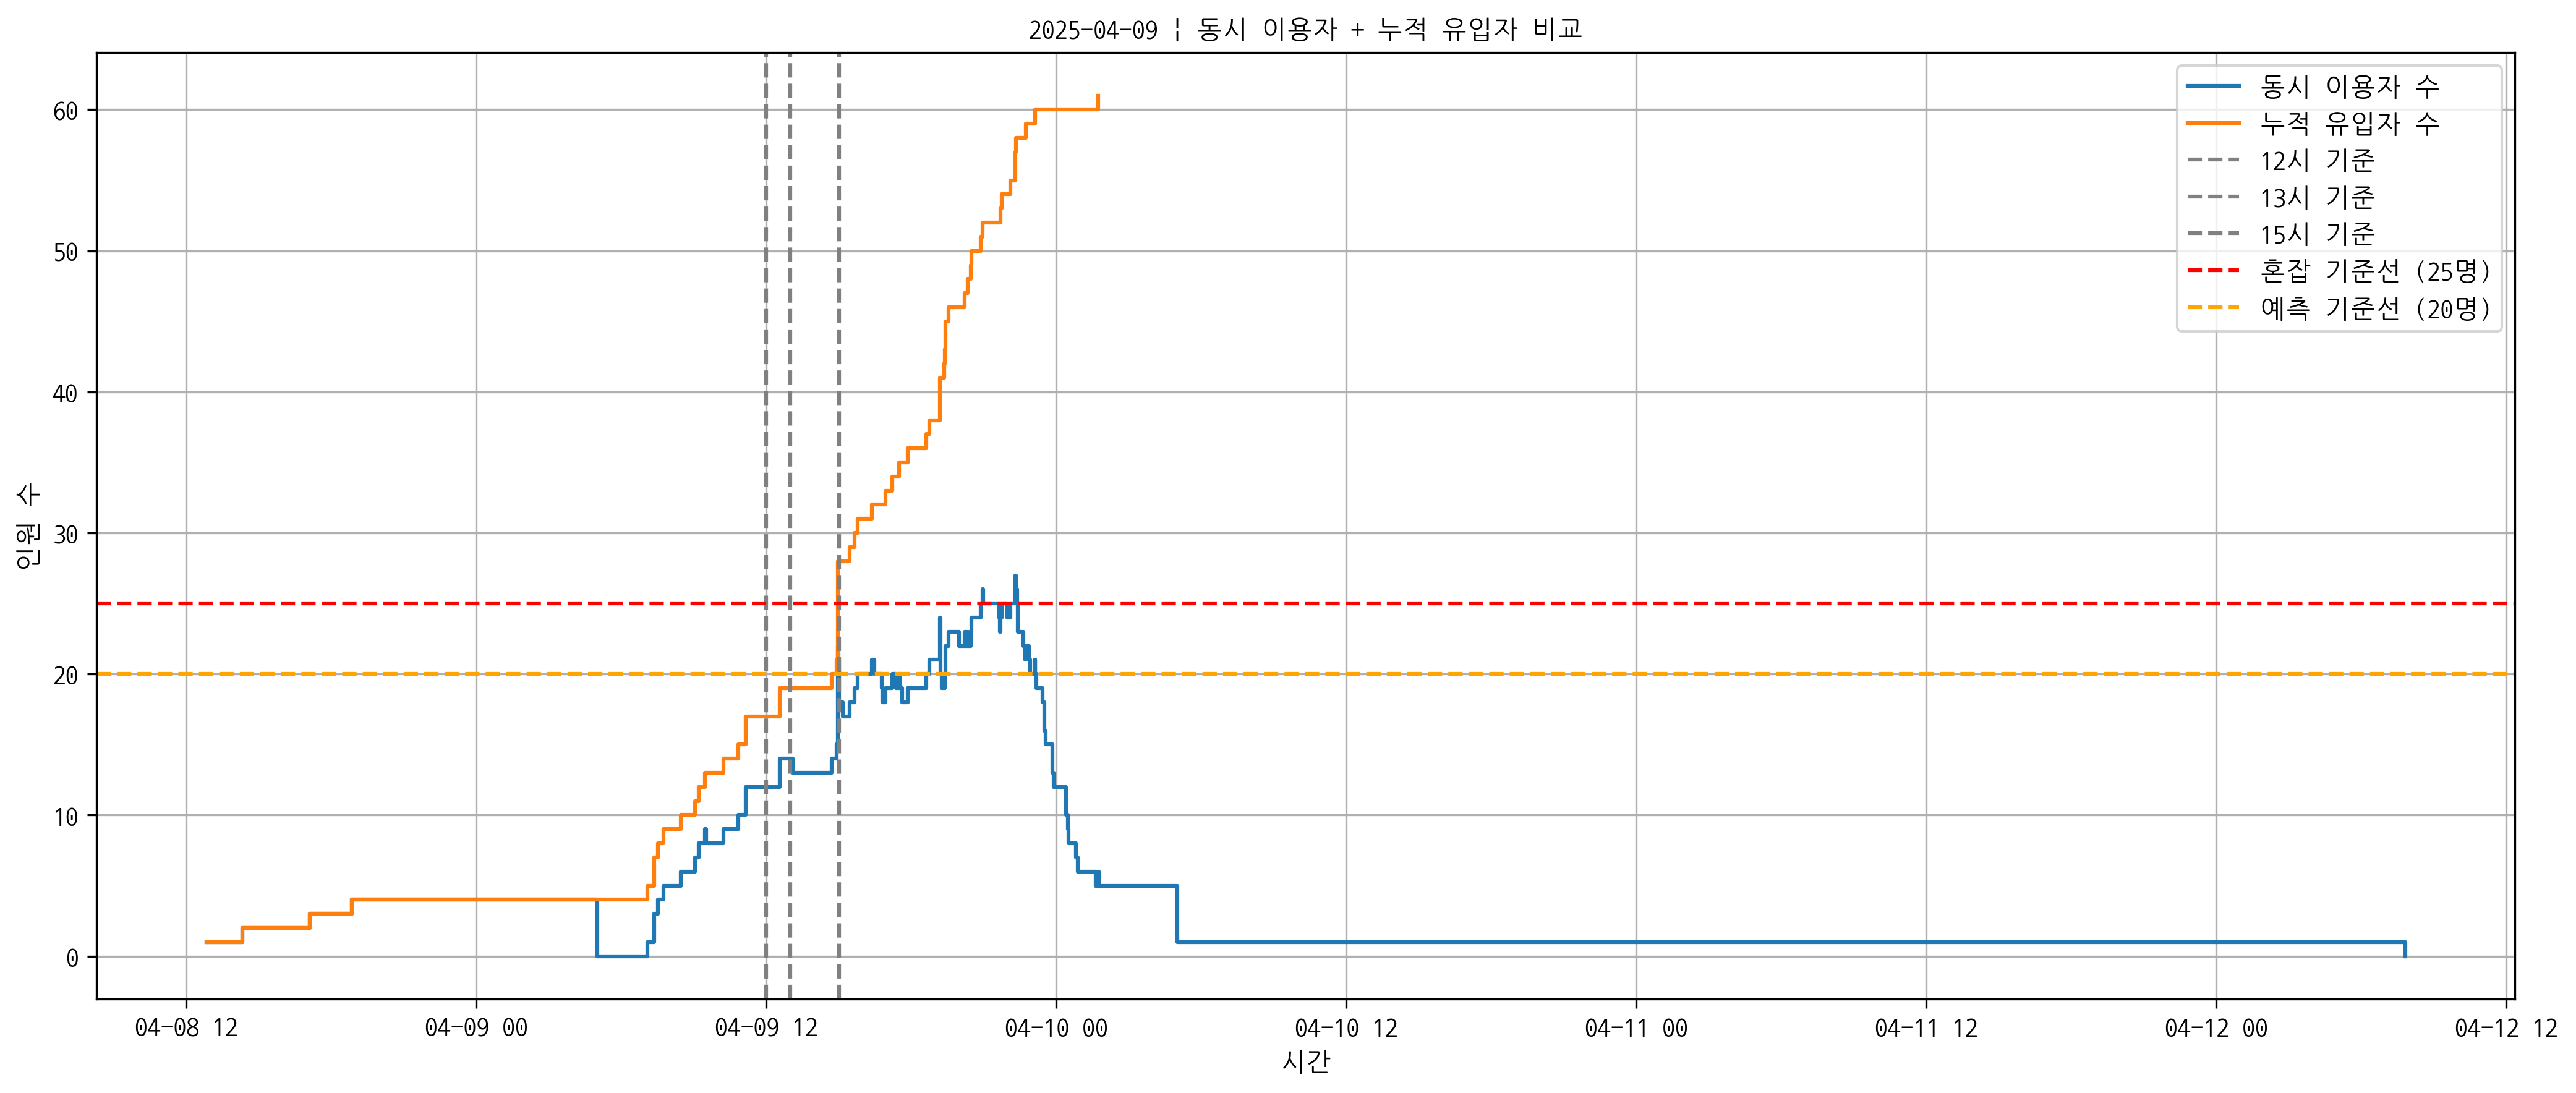 2025-04-09 | 동시 이용자 + 누적 유입자 비교
동시 이용자 수
누적 유입자 수
12시 기준
13시 기준
15시 기준
혼잡 기준선 (25명)
예측 기준선 (20명)
인원 수
60
50
40
30
20
10
0
04-08 12
04-09 00
04-09 12
04-10 00
04-10 12
04-11 00
04-11 12
04-12 00
04-12 12
시간